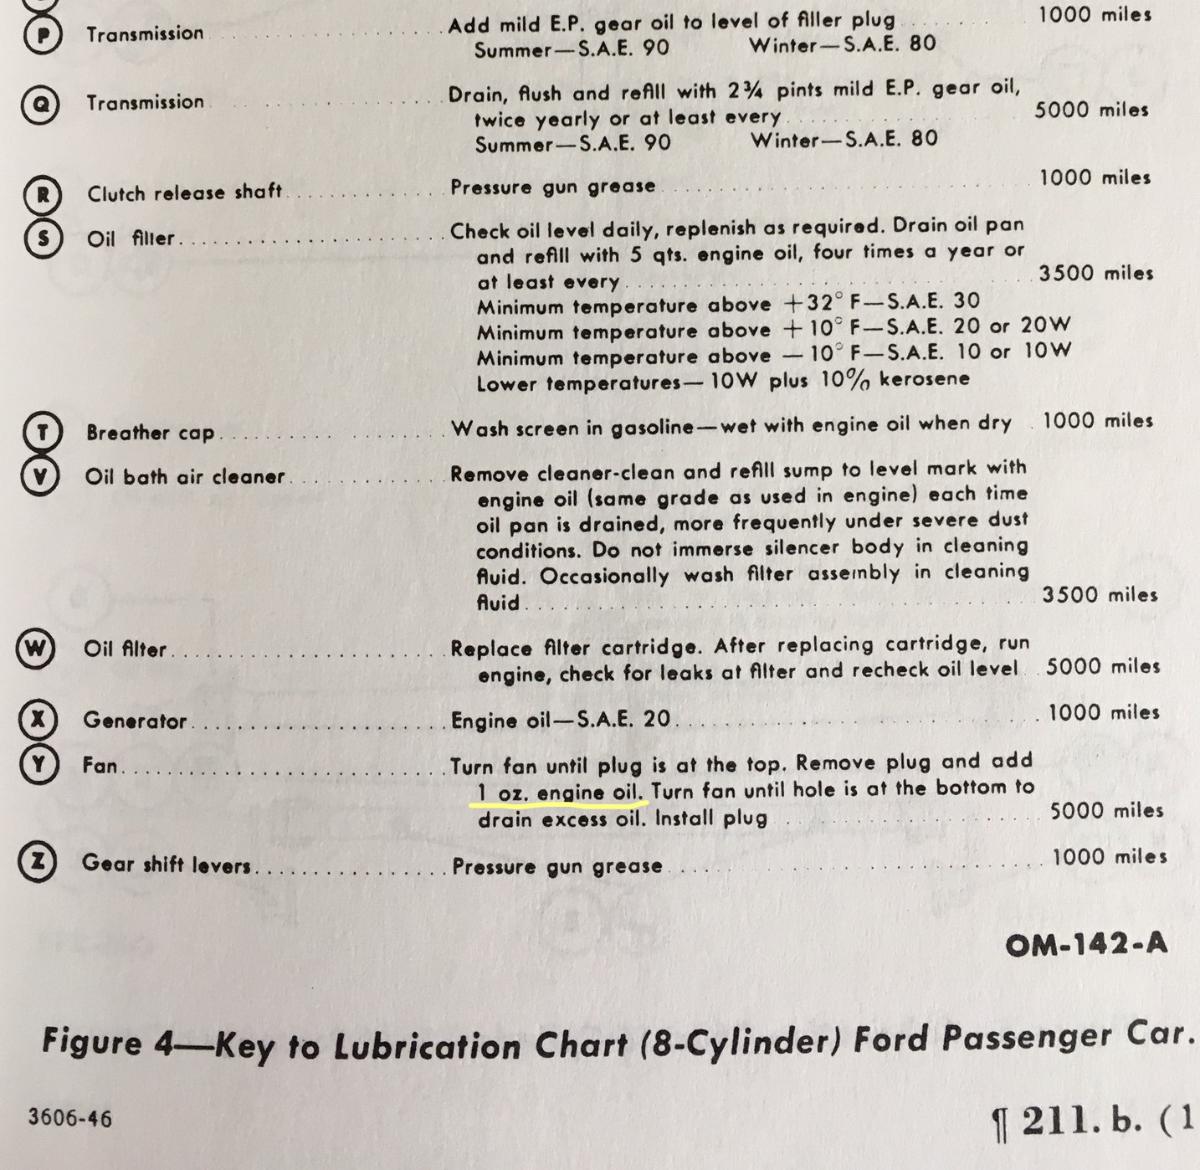 P Transmission Add mild E.P. gear oil to level of filler plug 1000 miles
Summer—S.A.E. 90 Winter—S.A.E. 80
Q Transmission Drain, flush and refill with 2¾ pints mild E.P. gear oil,
twice yearly or at least every 5000 miles
Summer—S.A.E. 90 Winter—S.A.E. 80
R Clutch release shaft Pressure gun grease 1000 miles
S Oil filler Check oil level daily, replenish as required. Drain oil pan
and refill with 5 qts. engine oil, four times a year or
at least every 3500 miles
Minimum temperature above +32° F—S.A.E. 30
Minimum temperature above +10° F—S.A.E. 20 or 20W
Minimum temperature above —10° F—S.A.E. 10 or 10W
Lower temperatures—10W plus 10% kerosene
T Breather cap Wash screen in gasoline—wet with engine oil when dry 1000 miles
V Oil bath air cleaner Remove cleaner-clean and refill sump to level mark with
engine oil (same grade as used in engine) each time
oil pan is drained, more frequently under severe dust
conditions. Do not immerse silencer body in cleaning
fluid. Occasionally wash filter assembly in cleaning
fluid 3500 miles
W Oil filter Replace filter cartridge. After replacing cartridge, run
engine, check for leaks at filter and recheck oil level 5000 miles
X Generator Engine oil—S.A.E. 20 1000 miles
Y Fan Turn fan until plug is at the top. Remove plug and add
1 oz. engine oil. Turn fan until hole is at the bottom to
drain excess oil. Install plug 5000 miles
Z Gear shift levers Pressure gun grease 1000 miles
OM-142-A
Figure 4—Key to Lubrication Chart (8-Cylinder) Ford Passenger Car.
3606-46 ¶ 211. b. (1